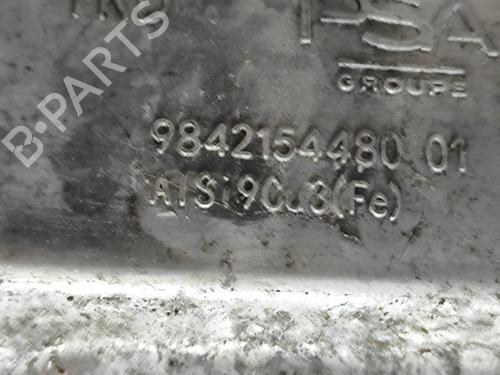 PSA
GROUPE
9842154480 01
AlSi9Cu3(Fe)
B-PARTS